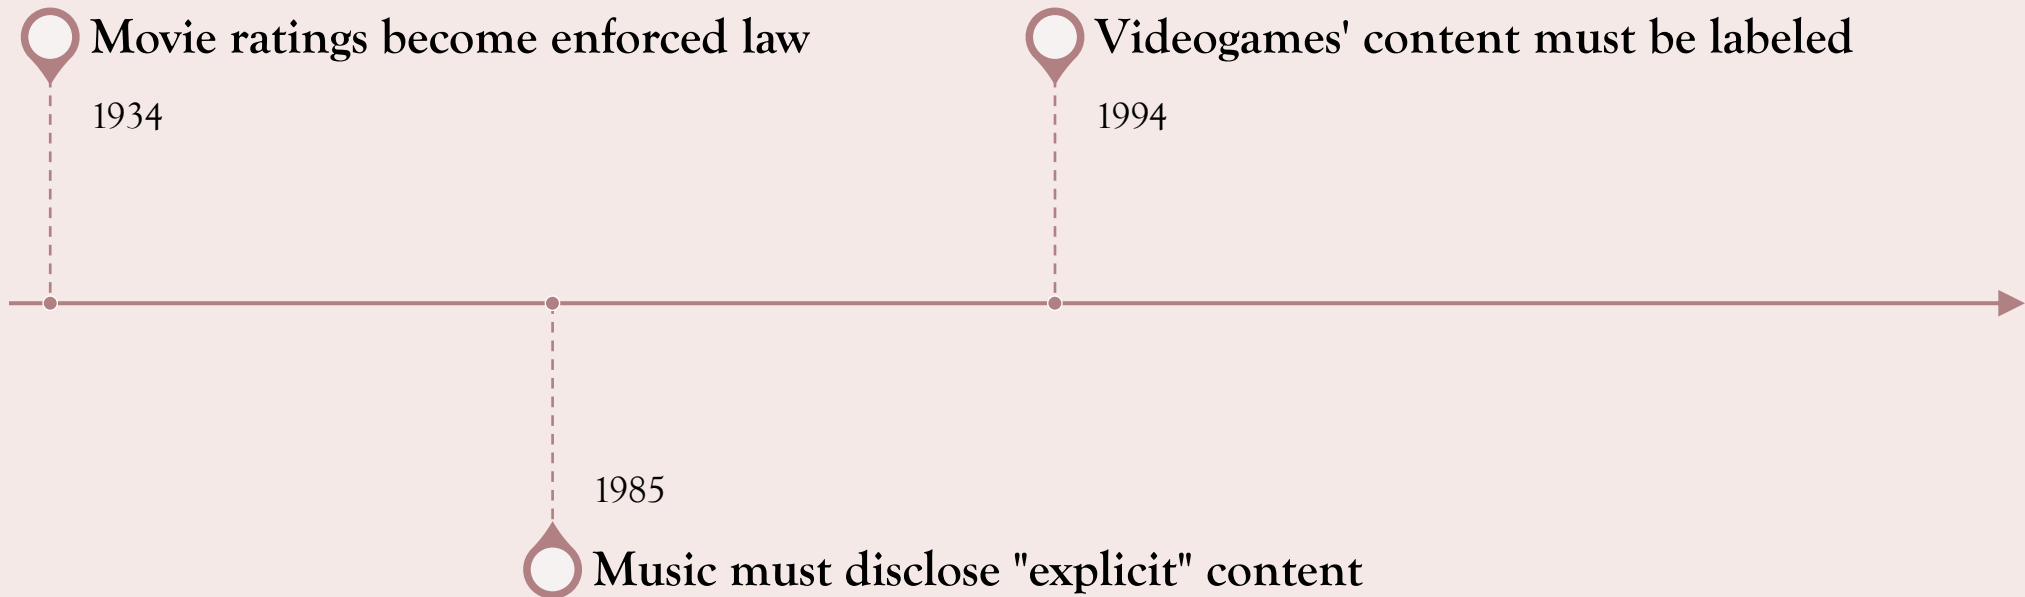 Movie ratings become enforced law
1934
1985
Music must disclose "explicit" content
Videogames' content must be labeled
1994